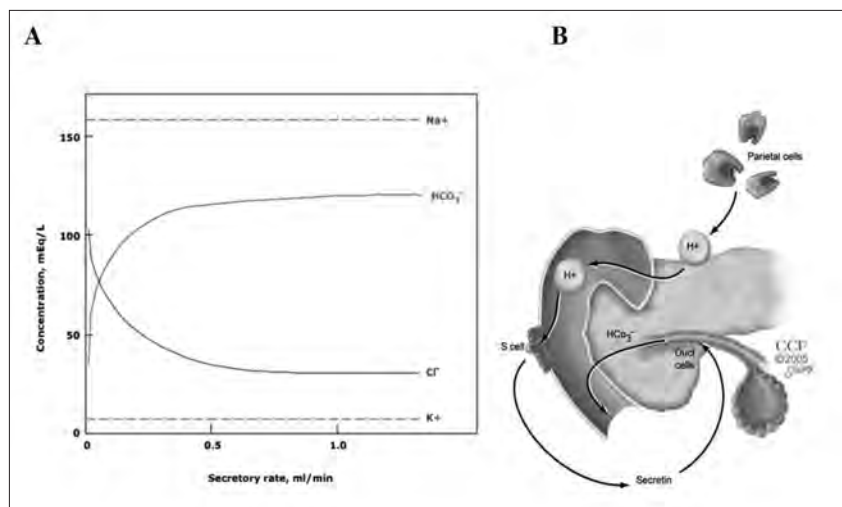 A
Concentration, mEq/L
150
100
50
0
Na+
HCO3−
Cl−
K+
0
0.5
1.0
Secretory rate, ml/min
B
Parietal cells
H+
H+
HCo3−
S cell
Duct
cells
CCF
©2005
Secretin